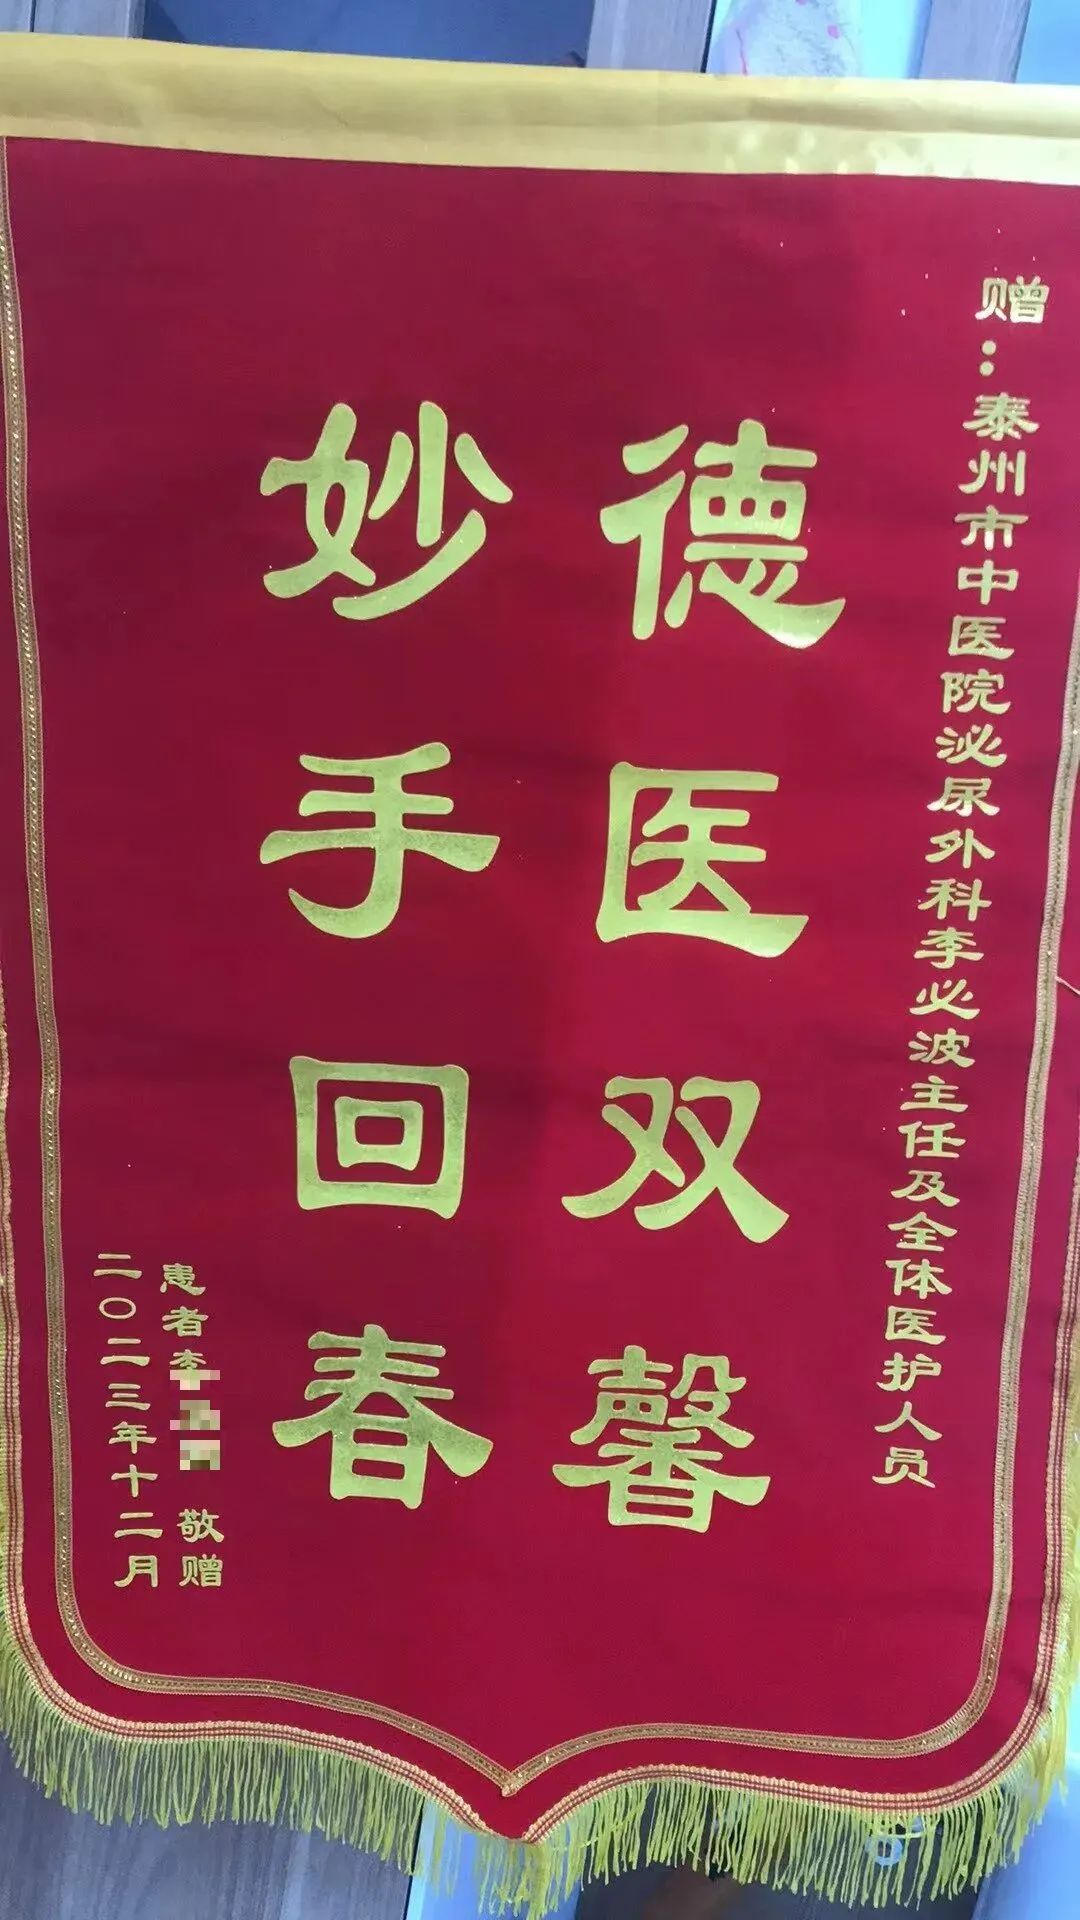 赠：泰州市中医院泌尿外科李必波主任及全体医护人员
德医双馨
妙手回春
患者李 敬赠
二〇二三年十二月